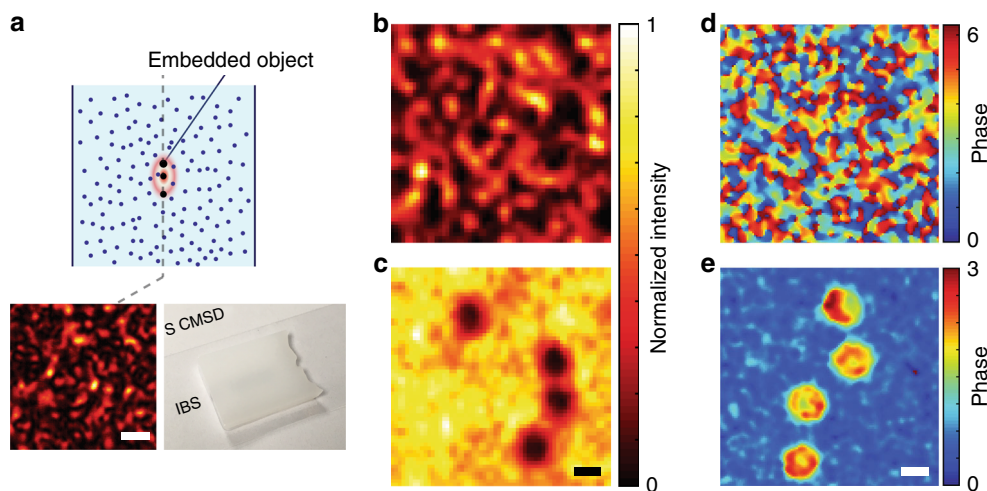 a
Embedded object
S CMSD
IBS
b
c
1
Normalized intensity
0
d
6
Phase
0
e
3
Phase
0